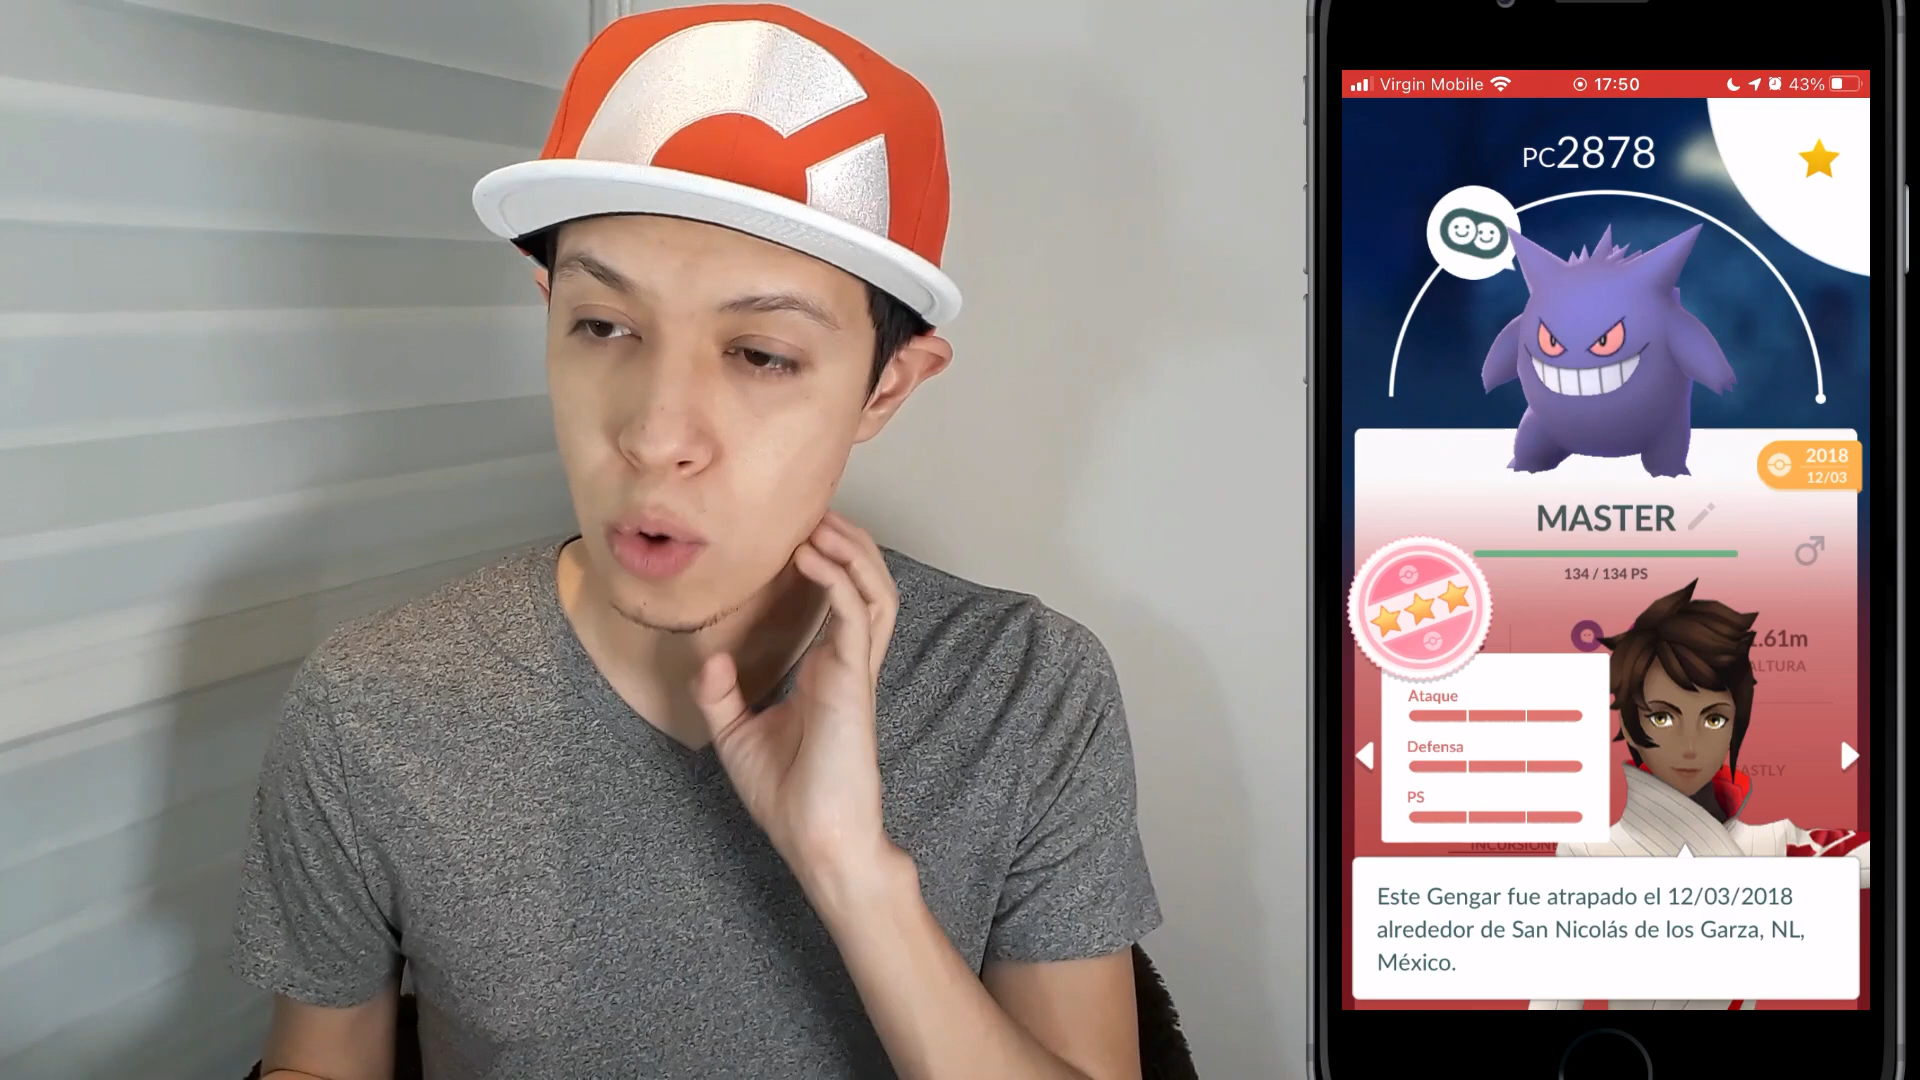 Virgin Mobile
17:50
43%
PC2878
2018
12/03
MASTER
134 / 134 PS
1.61m
ALTURA
Ataque
Defensa
PS
Este Gengar fue atrapado el 12/03/2018
alrededor de San Nicolás de los Garza, NL,
México.